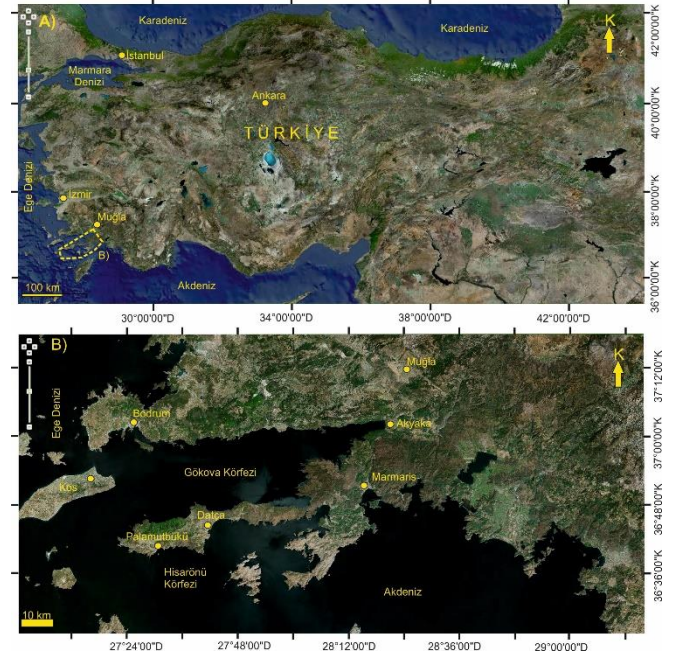 A)
Karadeniz
Karadeniz
K
İstanbul
Marmara
Denizi
Ankara
TÜRKİYE
Ege Denizi
İzmir
Muğla
B)
Akdeniz
100 km
42°00'00"K
40°00'00"K
38°00'00"K
36°00'00"K
30°00'00"D
34°00'00"D
38°00'00"D
42°00'00"D
B)
K
Muğla
Ege Denizi
Bodrum
Akyaka
Gökova Körfezi
Kos
Marmaris
Datça
Palamutbükü
Hisarönü
Körfezi
Akdeniz
10 km
37°12'00"K
37°00'00"K
36°48'00"K
36°36'00"K
27°24'00"D
27°48'00"D
28°12'00"D
28°36'00"D
29°00'00"D